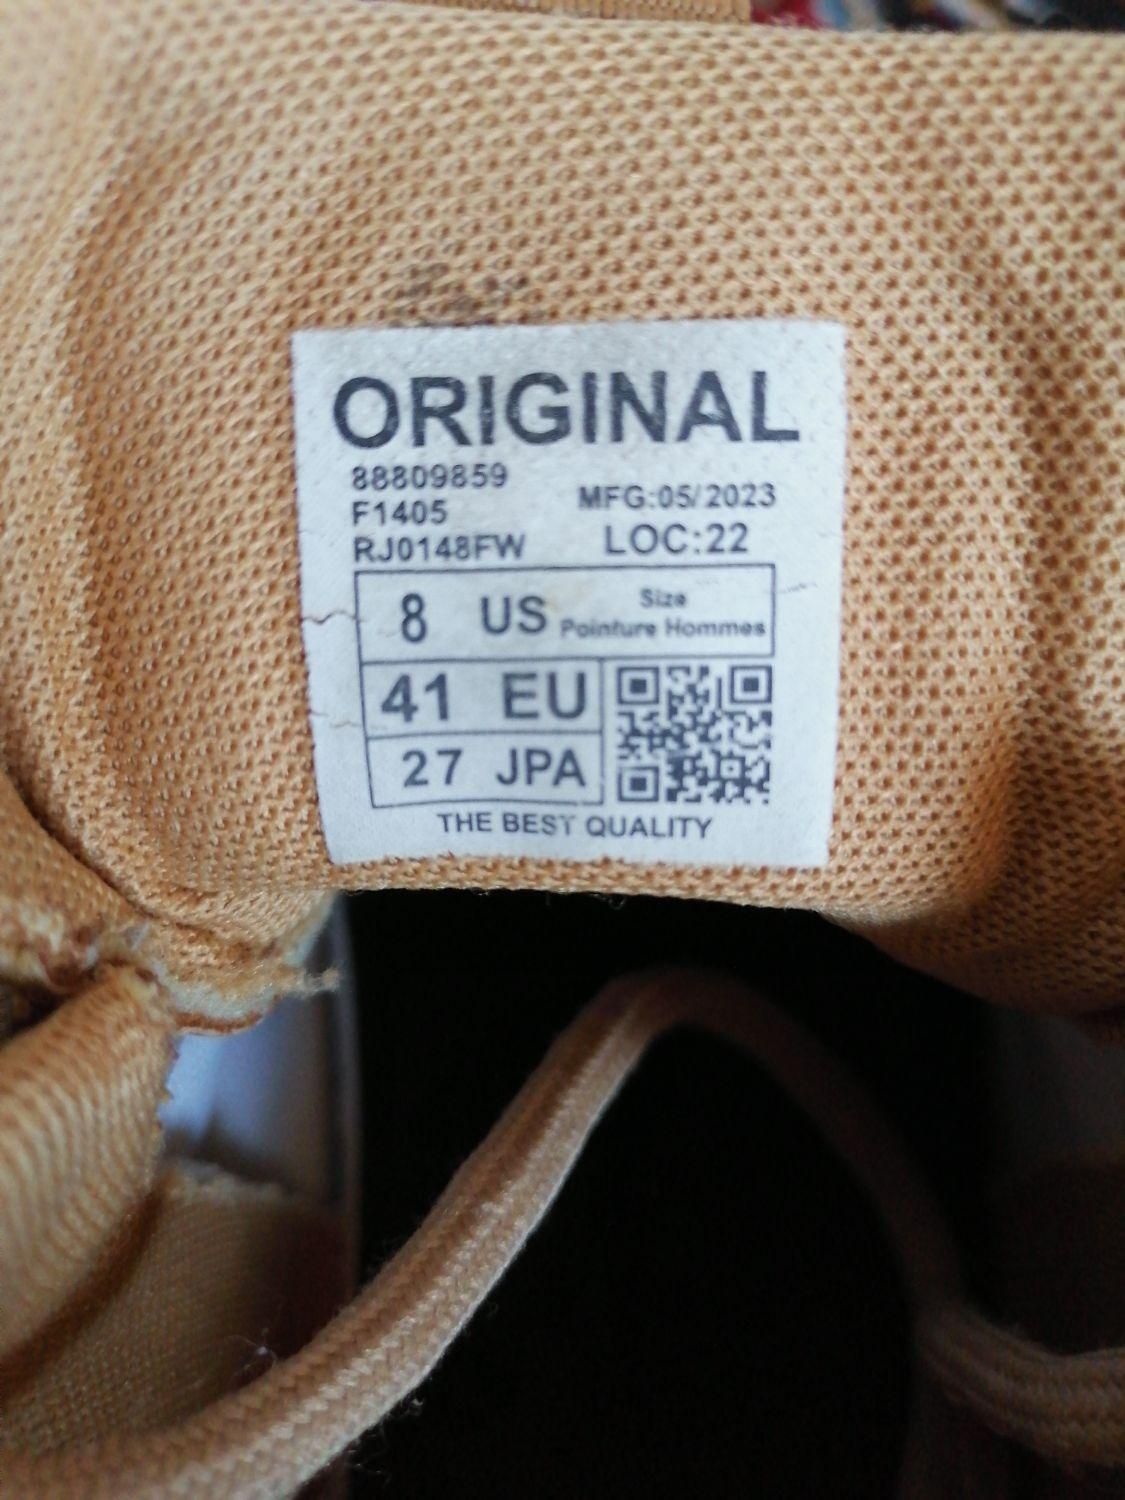 ORIGINAL
88809859
F1405
RJ0148FW
MFG:05/2023
LOC:22
8 US
Size
Pointure Hommes
41 EU
27 JPA
THE BEST QUALITY